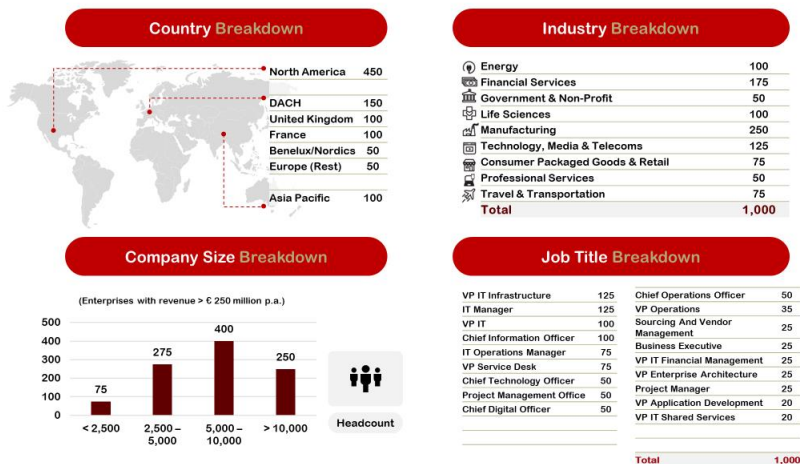 Country Breakdown
North America 450
DACH 150
United Kingdom 100
France 100
Benelux/Nordics 50
Europe (Rest) 50
Asia Pacific 100
Industry Breakdown
Energy 100
Financial Services 175
Government & Non-Profit 50
Life Sciences 100
Manufacturing 250
Technology, Media & Telecoms 125
Consumer Packaged Goods & Retail 75
Professional Services 50
Travel & Transportation 75
Total 1,000
Company Size Breakdown
(Enterprises with revenue > € 250 million p.a.)
500
400
300
200
100
0
75
275
400
250
< 2,500
2,500 –
5,000
5,000 –
10,000
> 10,000
Headcount
Job Title Breakdown
VP IT Infrastructure 125
IT Manager 125
VP IT 100
Chief Information Officer 100
IT Operations Manager 75
VP Service Desk 75
Chief Technology Officer 50
Project Management Office 50
Chief Digital Officer 50
Chief Operations Officer 50
VP Operations 35
Sourcing And Vendor
Management 25
Business Executive 25
VP IT Financial Management 25
VP Enterprise Architecture 25
Project Manager 25
VP Application Development 20
VP IT Shared Services 20
Total 1,000